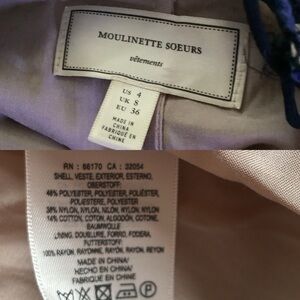 MOULINETTE SOEURS
vêtements
US 4
UK 8
EU 36
MADE IN
CHINA
FABRIQUÉ EN
CHINE
RN : 66170 CA : 32054
SHELL, VESTE, EXTERIOR, ESTERNO,
OBERSTOFF:
48% POLYESTER, POLYESTER, POLIÉSTER,
POLIESTERE, POLYESTER
38% NYLON, NYLON, NILÓN, NYLON, NYLON
14% COTTON, COTON, ALGODÓN, COTONE,
BAUMWOLLE
LINING, DOUBLURE, FORRO, FODERA,
FUTTERSTOFF:
100% RAYON, RAYONNE, RAYÓN, RAYON, REYON
MADE IN CHINA/
HECHO EN CHINA/
FABRIQUÉ EN CHINE